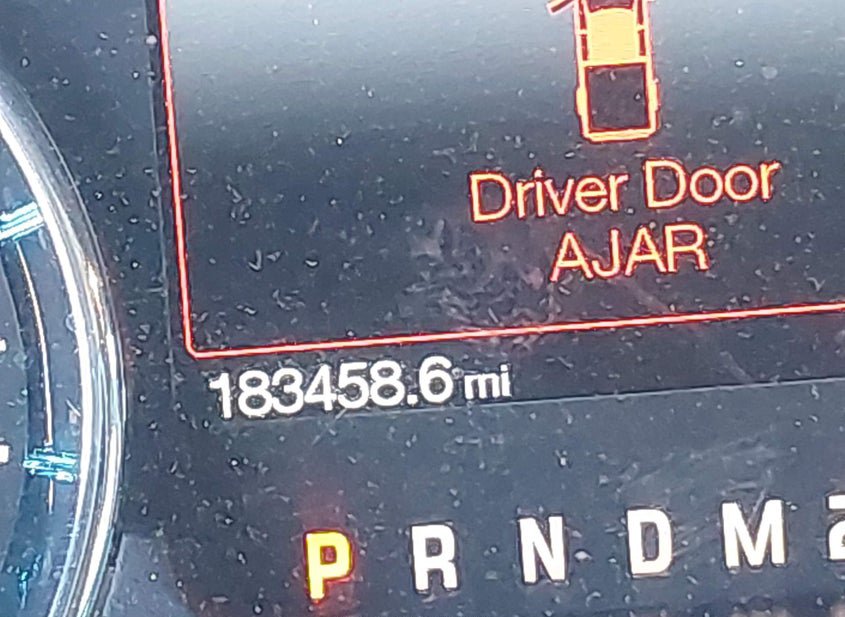 Driver Door
AJAR
183458.6 mi
P R N D M